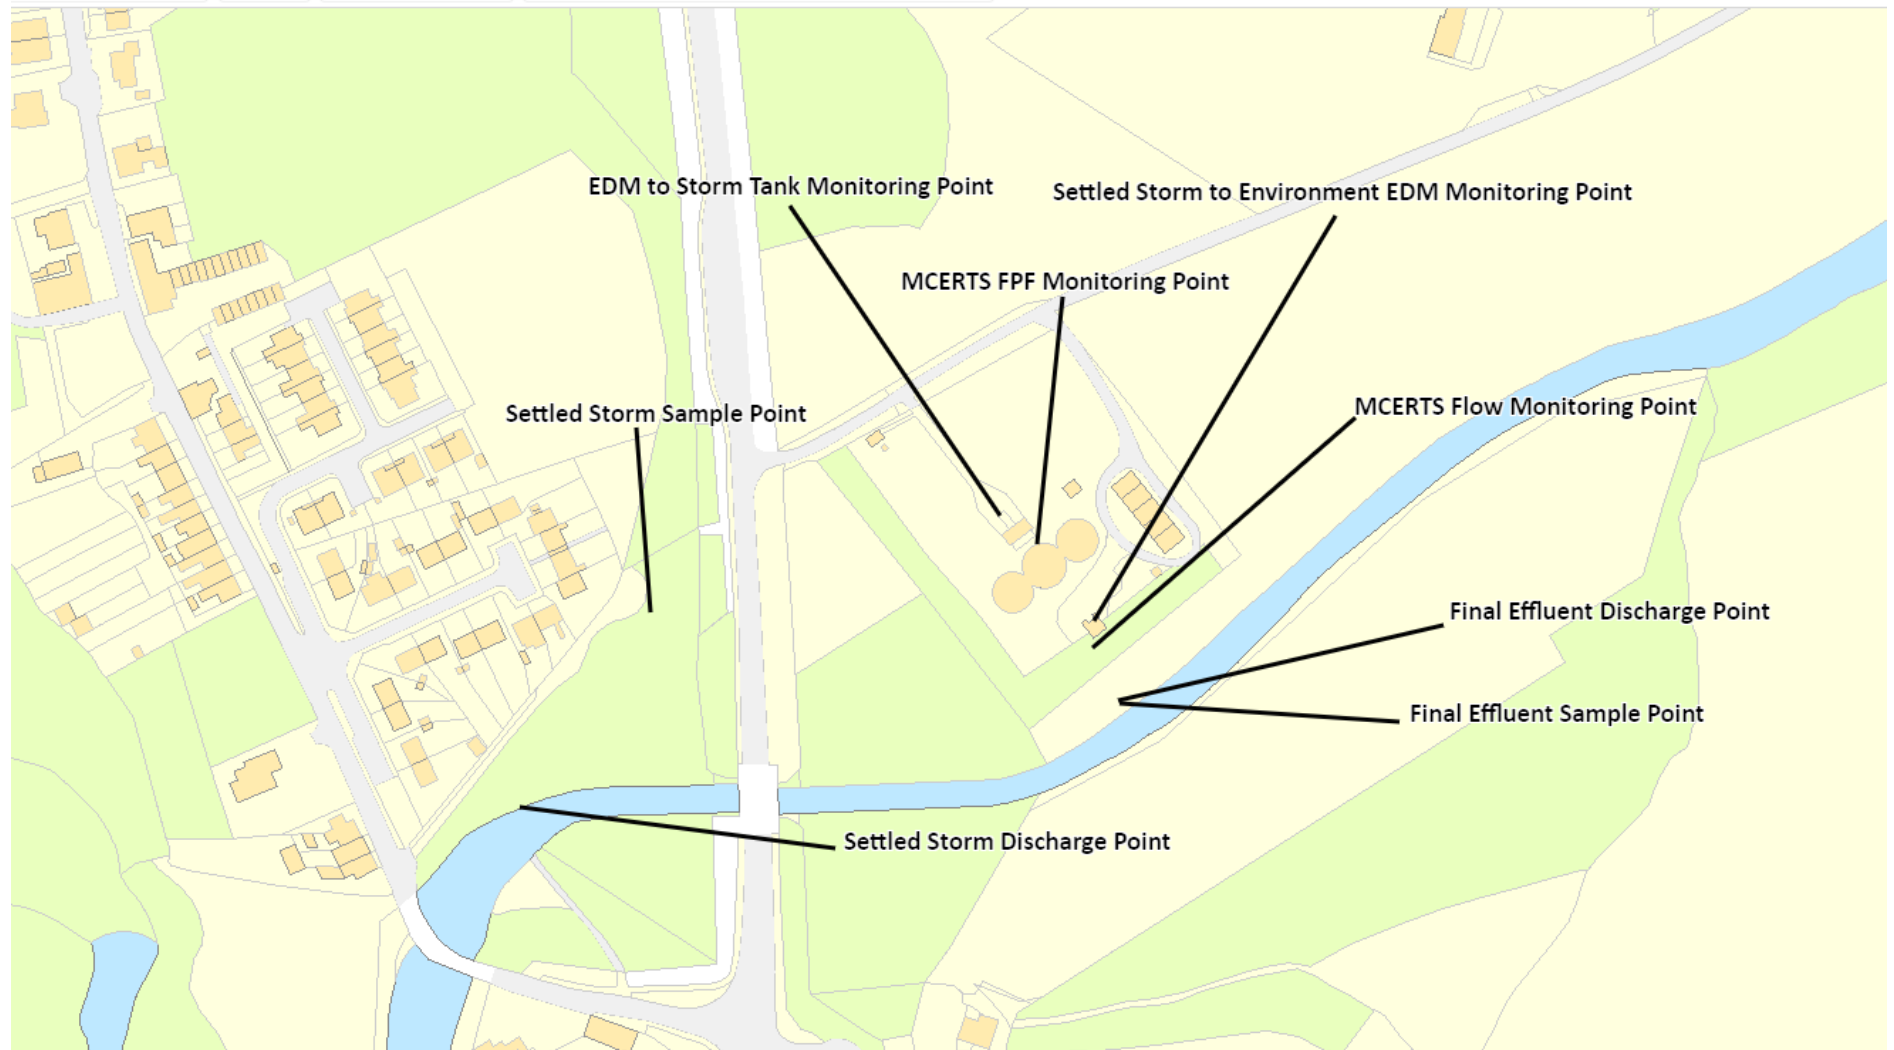 EDM to Storm Tank Monitoring Point
Settled Storm to Environment EDM Monitoring Point
MCERTS FPF Monitoring Point
Settled Storm Sample Point
MCERTS Flow Monitoring Point
Final Effluent Discharge Point
Final Effluent Sample Point
Settled Storm Discharge Point